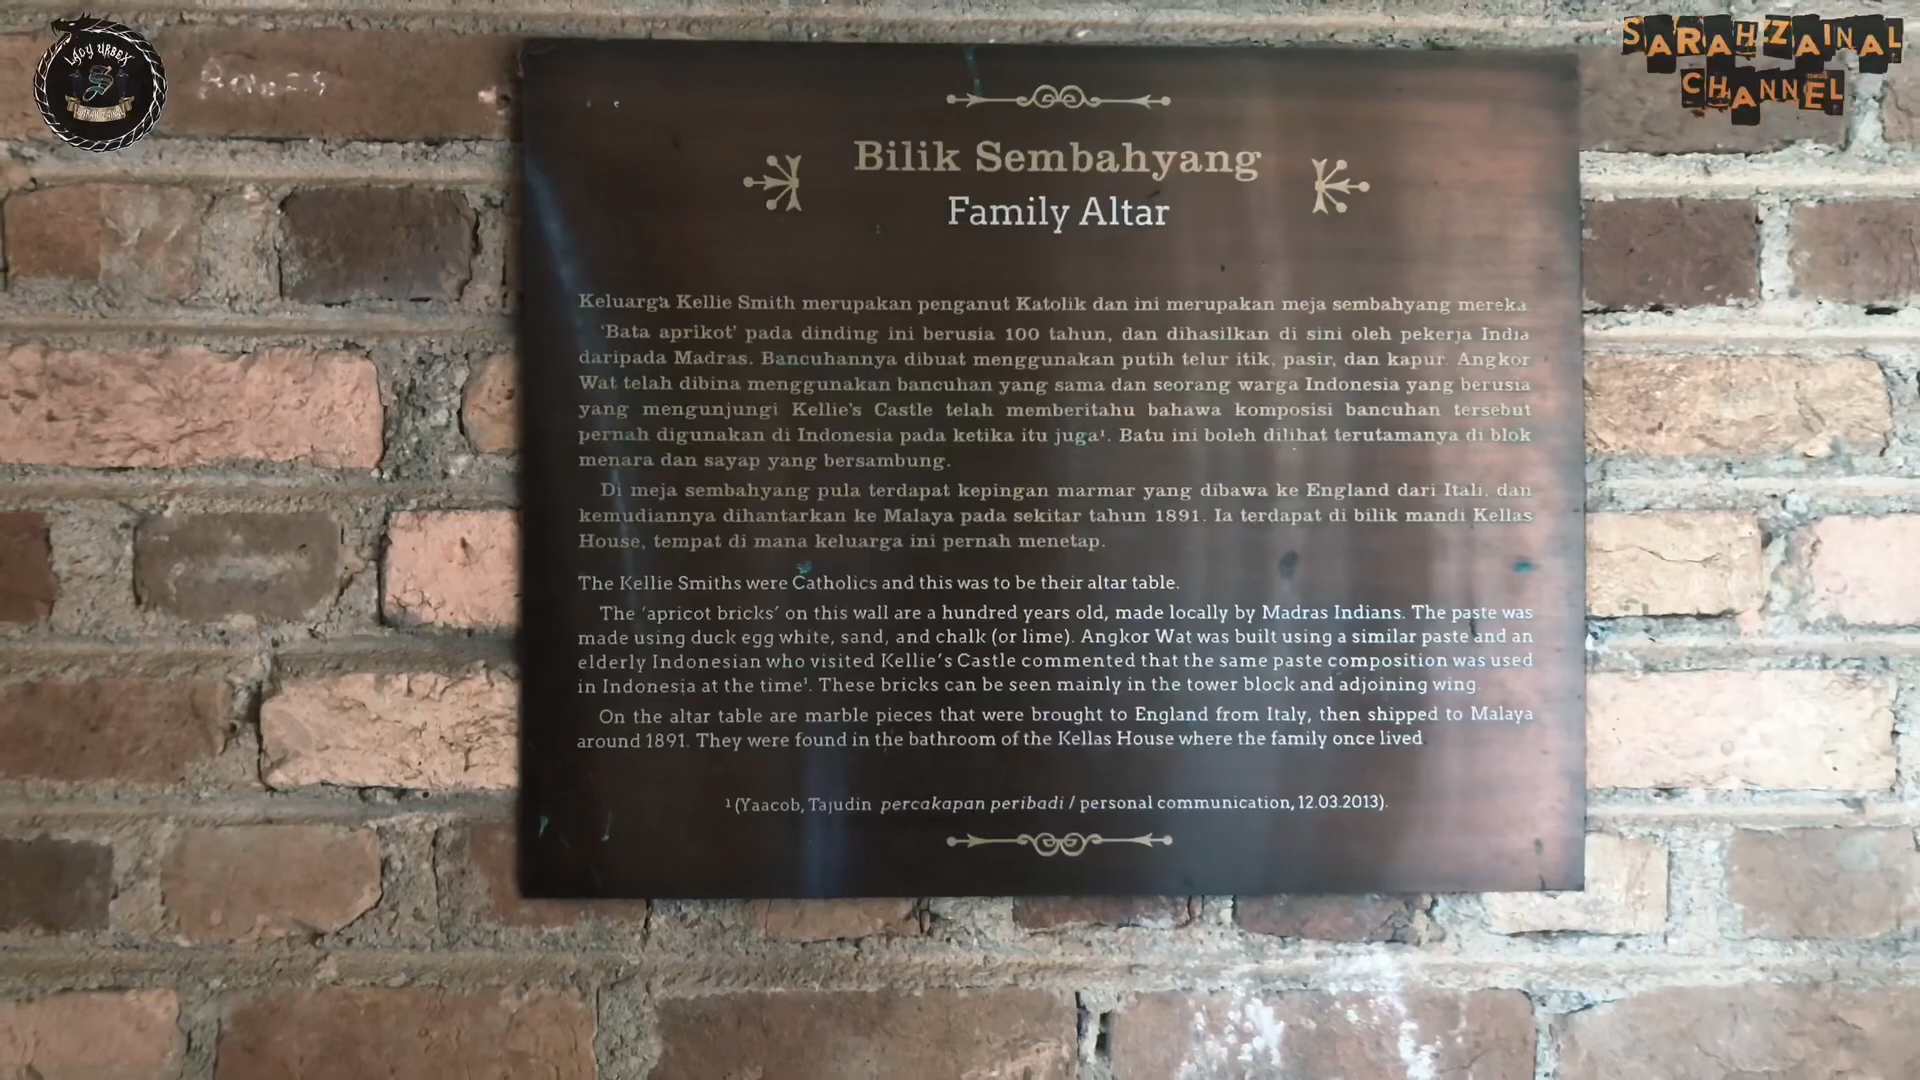 LADY URBEX
SARAH ZAINAL
SARAH ZAINAL
CHANNEL
Bilik Sembahyang
Family Altar
Keluarga Kellie Smith merupakan penganut Katolik dan ini merupakan meja sembahyang mereka.
'Bata aprikot' pada dinding ini berusia 100 tahun, dan dihasilkan di sini oleh pekerja India
daripada Madras. Bancuhannya dibuat menggunakan putih telur itik, pasir, dan kapur. Angkor
Wat telah dibina menggunakan bancuhan yang sama dan seorang warga Indonesia yang berusia
yang mengunjungi Kellie's Castle telah memberitahu bahawa komposisi bancuhan tersebut
pernah digunakan di Indonesia pada ketika itu juga¹. Batu ini boleh dilihat terutamanya di blok
menara dan sayap yang bersambung.
Di meja sembahyang pula terdapat kepingan marmar yang dibawa ke England dari Itali, dan
kemudiannya dihantarkan ke Malaya pada sekitar tahun 1891. Ia terdapat di bilik mandi Kellas
House, tempat di mana keluarga ini pernah menetap.
The Kellie Smiths were Catholics and this was to be their altar table.
The 'apricot bricks' on this wall are a hundred years old, made locally by Madras Indians. The paste was
made using duck egg white, sand, and chalk (or lime). Angkor Wat was built using a similar paste and an
elderly Indonesian who visited Kellie's Castle commented that the same paste composition was used
in Indonesia at the time¹. These bricks can be seen mainly in the tower block and adjoining wing.
On the altar table are marble pieces that were brought to England from Italy, then shipped to Malaya
around 1891. They were found in the bathroom of the Kellas House where the family once lived.
¹ (Yaacob, Tajudin percakapan peribadi / personal communication, 12.03.2013).